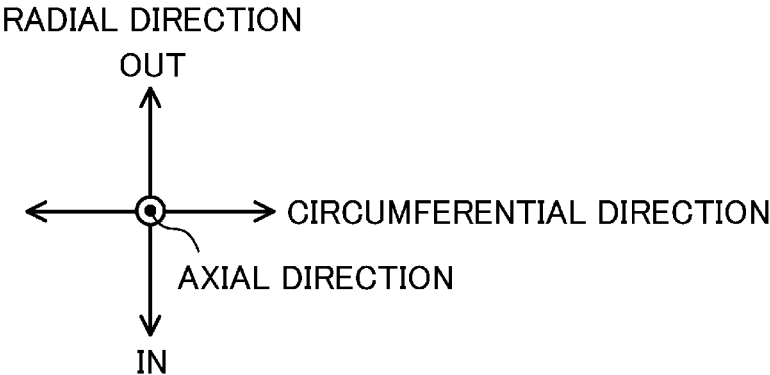 RADIAL DIRECTION
OUT
CIRCUMFERENTIAL DIRECTION
AXIAL DIRECTION
IN